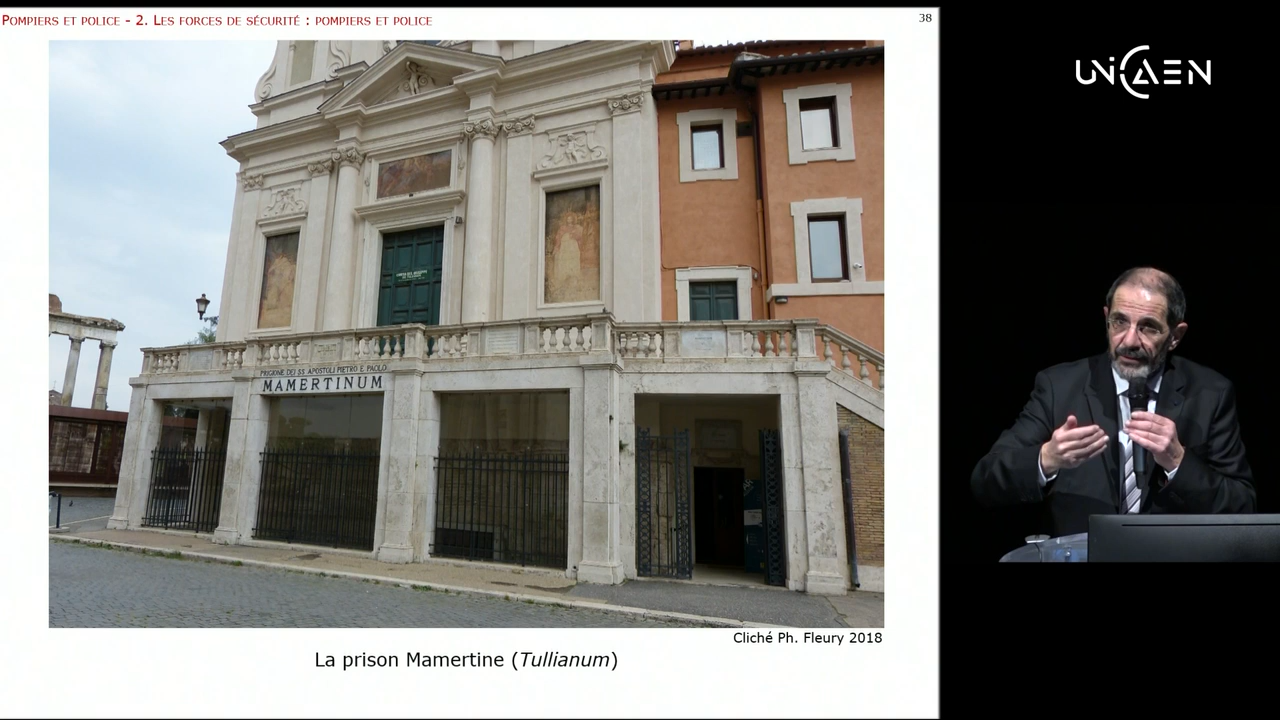 Pompiers et police - 2. Les forces de sécurité : pompiers et police
38
UNICAEN
PRIGIONE DEI SS APOSTOLI PIETRO E PAOLO
MAMERTINUM
Cliché Ph. Fleury 2018
La prison Mamertine (Tullianum)